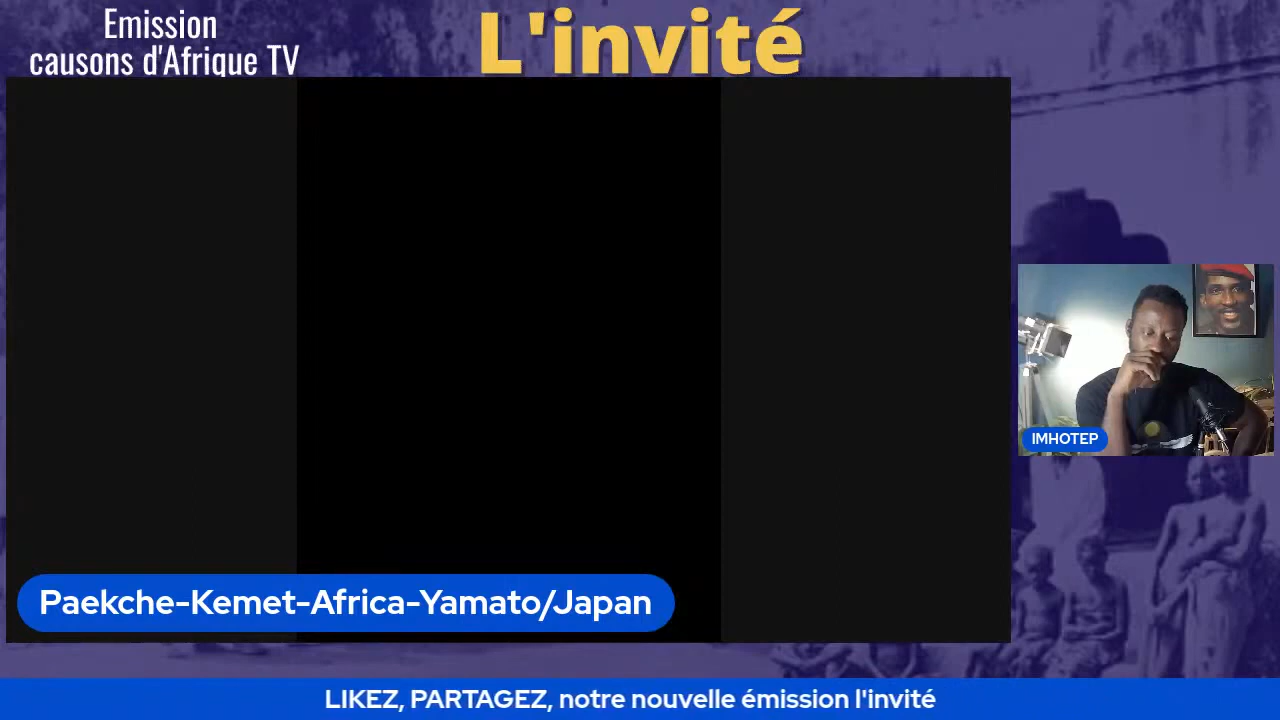 Emission
causons d'Afrique TV
L'invité
IMHOTEP
Paekche-Kemet-Africa-Yamato/Japan
LIKEZ, PARTAGEZ, notre nouvelle émission l'invité